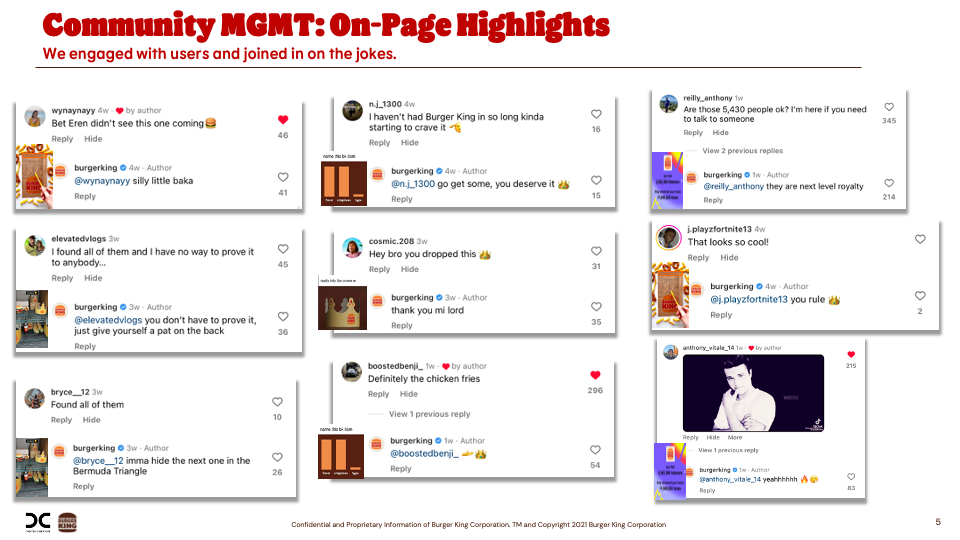 Community MGMT: On-Page Highlights
We engaged with users and joined in on the jokes.
wynaynayy 4w · ❤️ by author
Bet Eren didn't see this one coming🍔
46
Reply Hide
burgerking 4w · Author
@wynaynayy silly little baka
41
Reply
elevatedvlogs 3w
I found all of them and I have no way to prove it
to anybody...
45
Reply Hide
burgerking 3w · Author
@elevatedvlogs you don't have to prove it,
just give yourself a pat on the back
36
Reply
bryce__12 3w
Found all of them
10
Reply Hide
burgerking 3w · Author
@bryce__12 imma hide the next one in the
Bermuda Triangle
26
Reply
n.j_1300 4w
I haven't had Burger King in so long kinda
starting to crave it
16
Reply Hide
name this bk item
burgerking 4w · Author
@n.j_1300 go get some, you deserve it 👑
15
Reply
cosmic.208 3w
Hey bro you dropped this 👑
31
Reply Hide
burgerking 3w · Author
thank you mi lord
35
Reply
boostedbenji_ 1w · ❤️ by author
Definitely the chicken fries
296
Reply Hide
View 1 previous reply
name this bk item
burgerking 1w · Author
@boostedbenji_ 👑
54
Reply
reilly_anthony 1w
Are those 5,430 people ok? I'm here if you need
to talk to someone
345
Reply Hide
View 2 previous replies
burgerking 1w · Author
@reilly_anthony they are next level royalty
214
Reply
j.playzfortnite13 4w
That looks so cool!
Reply Hide
BURGER KING
burgerking 4w · Author
@j.playzfortnite13 you rule 👑
2
Reply
anthony_vitale_14 1w · ❤️ by author
215
Reply Hide More
View 1 previous reply
burgerking 1w · Author
@anthony_vitale_14 yeahhhhhh 🔥
83
Reply
DC
BURGER KING
Confidential and Proprietary Information of Burger King Corporation. TM and Copyright 2021 Burger King Corporation
5